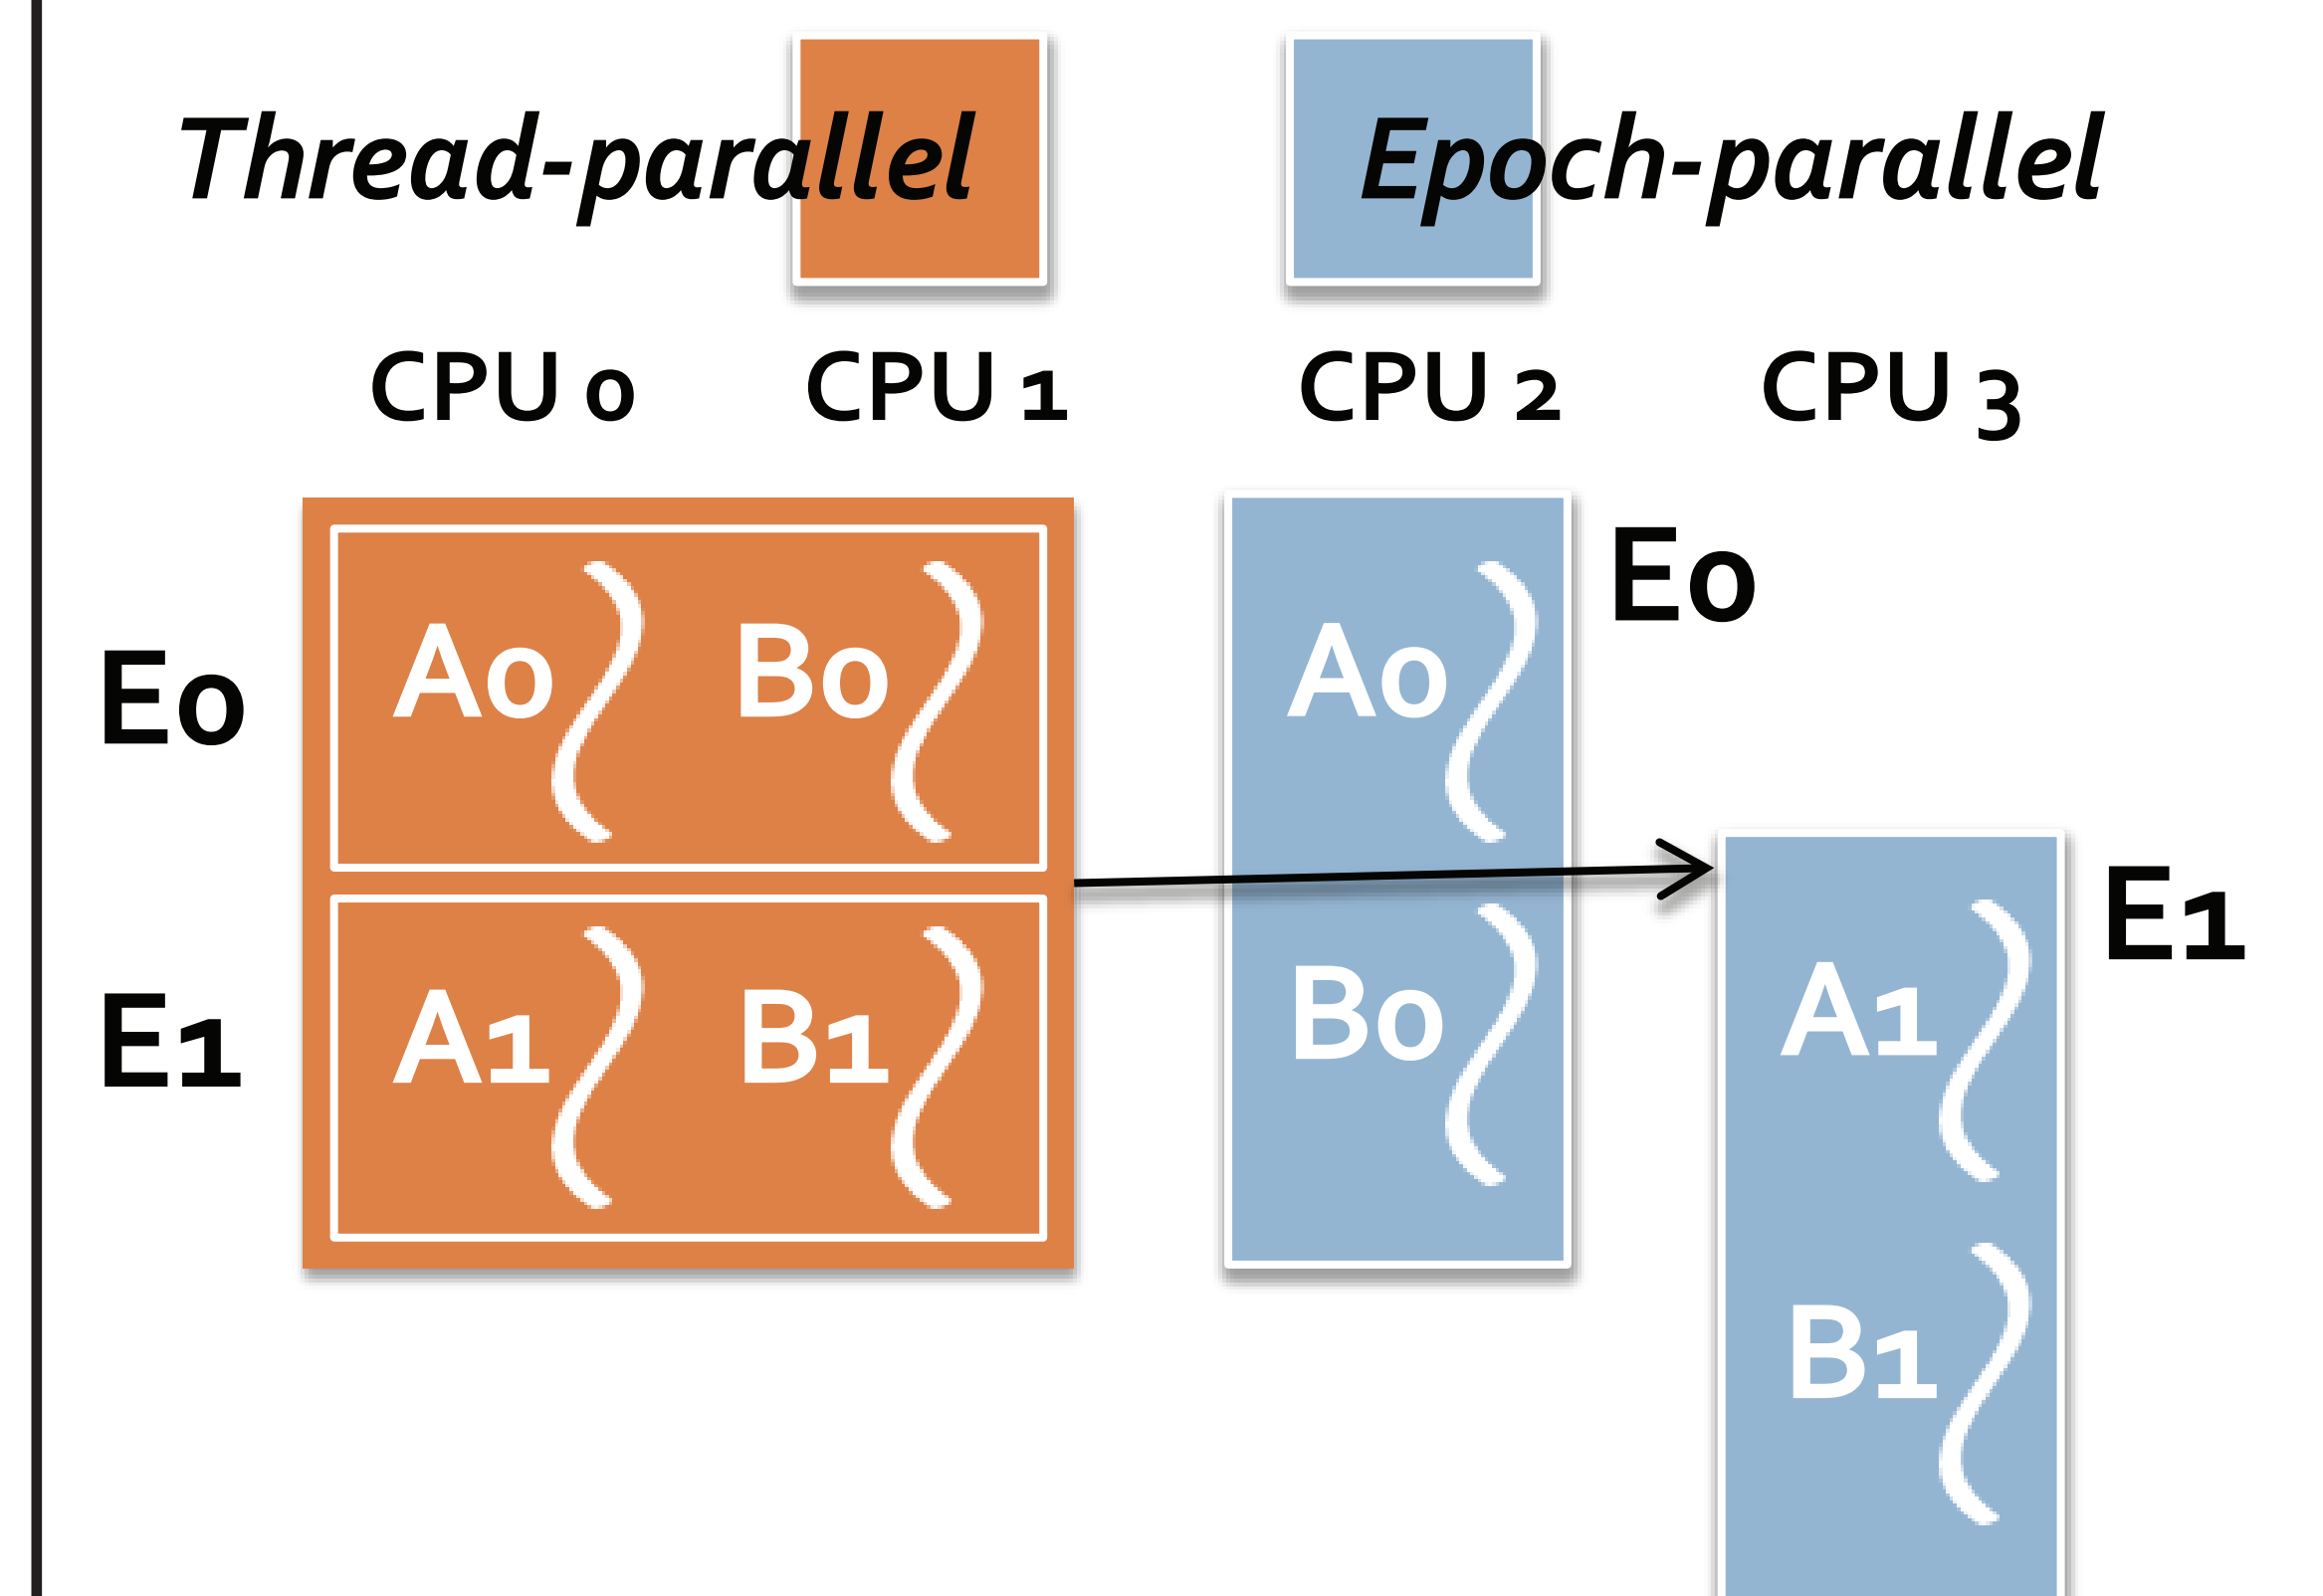 Thread-parallel Epoch-parallel
CPU 0 CPU 1 CPU 2 CPU 3
E0 A0 B0 A0 E0
E1 A1 B1 B0 A1 E1
B1